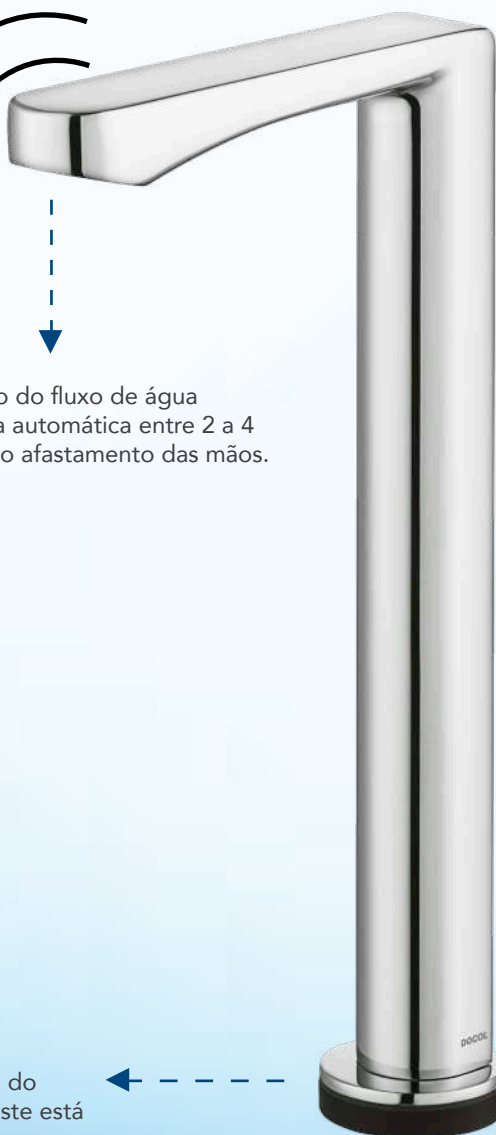 o do fluxo de água
a automática entre 2 a 4
o afastamento das mãos.
DOCOL
do
ste está